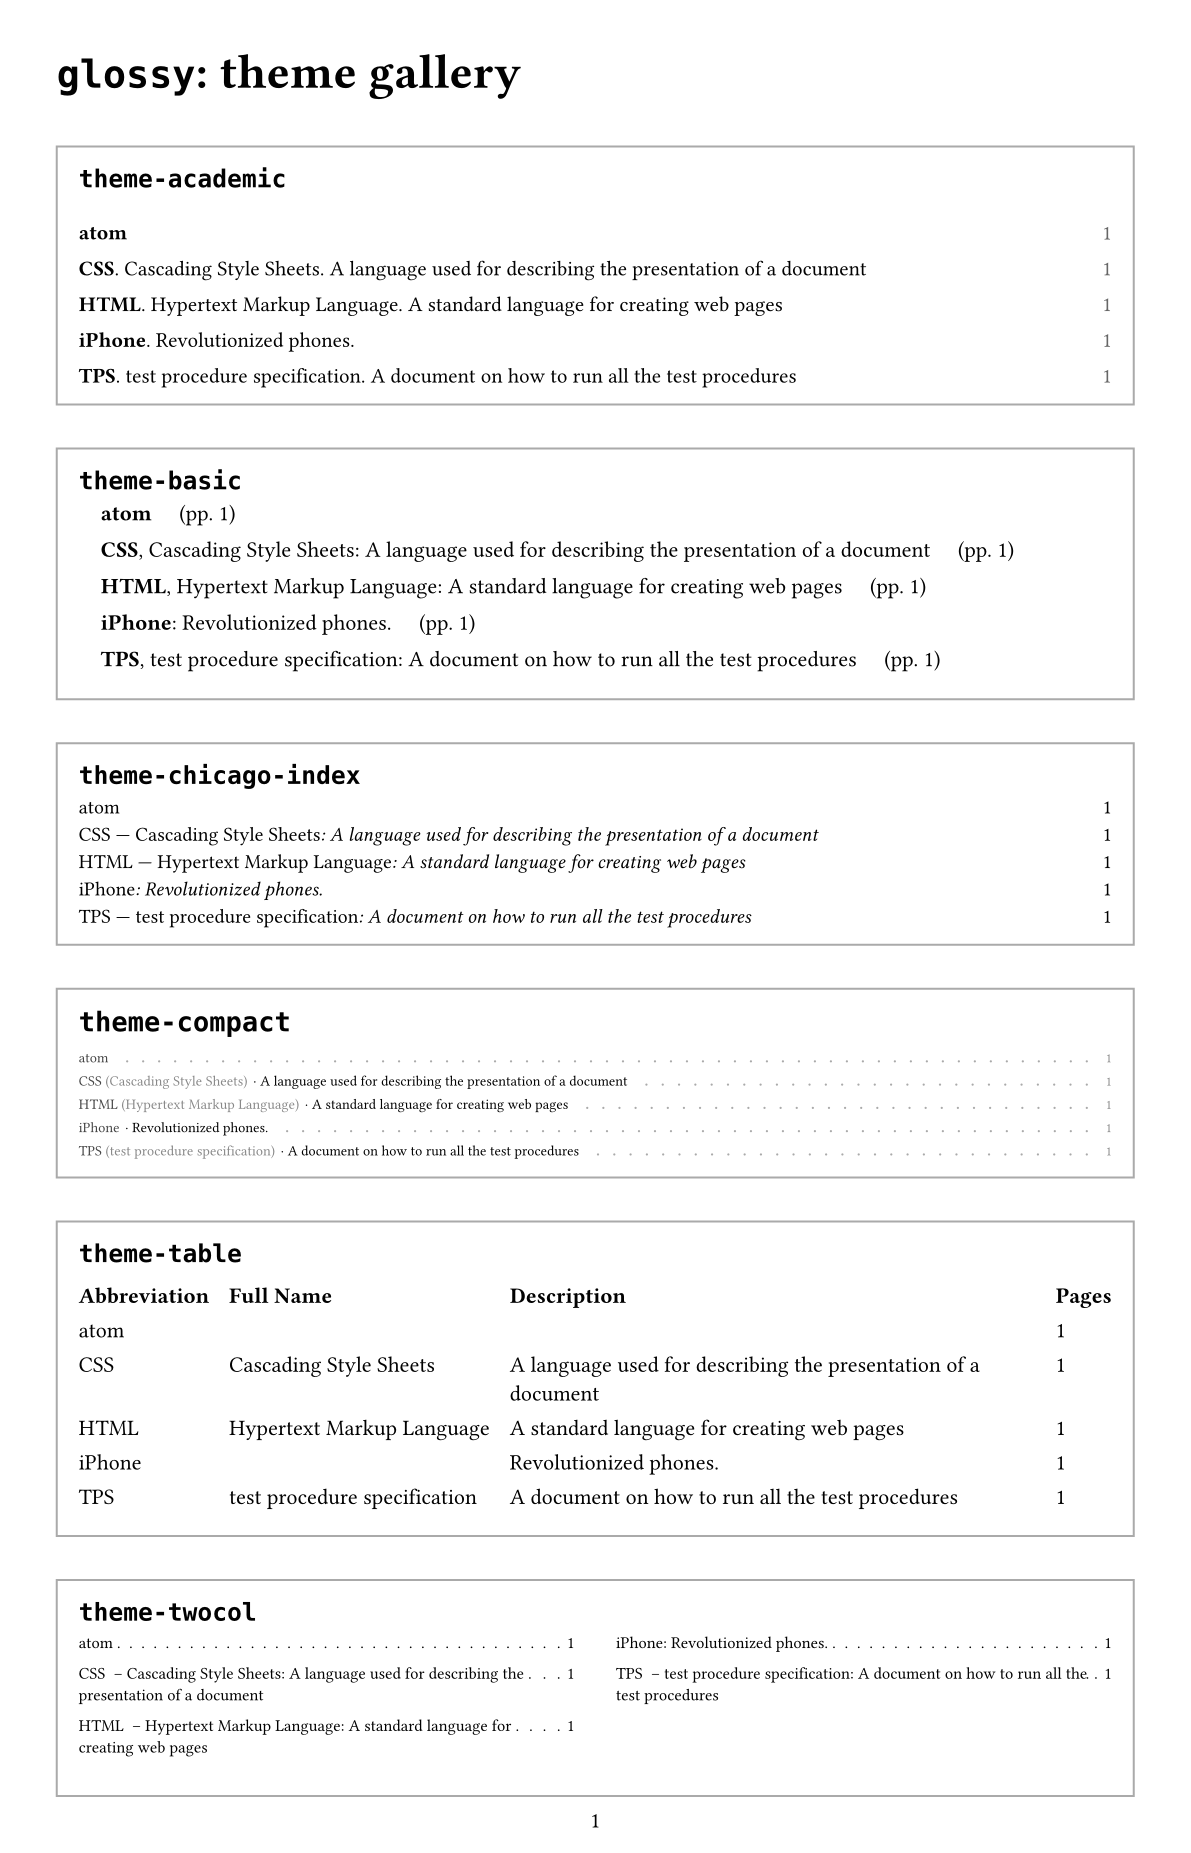 glossy: theme gallery
theme-academic
atom 1
CSS. Cascading Style Sheets. A language used for describing the presentation of a document 1
HTML. Hypertext Markup Language. A standard language for creating web pages 1
iPhone. Revolutionized phones. 1
TPS. test procedure specification. A document on how to run all the test procedures 1
theme-basic
atom (pp. 1)
CSS, Cascading Style Sheets: A language used for describing the presentation of a document (pp. 1)
HTML, Hypertext Markup Language: A standard language for creating web pages (pp. 1)
iPhone: Revolutionized phones. (pp. 1)
TPS, test procedure specification: A document on how to run all the test procedures (pp. 1)
theme-chicago-index
atom 1
CSS — Cascading Style Sheets: A language used for describing the presentation of a document 1
HTML — Hypertext Markup Language: A standard language for creating web pages 1
iPhone: Revolutionized phones. 1
TPS — test procedure specification: A document on how to run all the test procedures 1
theme-compact
atom . . . . . . . . . . . . . . . . . . . . . . . . . . . . . . . . . . . . . . . . . . . . . . . . . 1
CSS (Cascading Style Sheets) · A language used for describing the presentation of a document . . . . . . . . . . . . . . . . . . . . . . . 1
HTML (Hypertext Markup Language) · A standard language for creating web pages . . . . . . . . . . . . . . . . . . . . . . . . . . 1
iPhone · Revolutionized phones. . . . . . . . . . . . . . . . . . . . . . . . . . . . . . . . . . . . . . . . . . 1
TPS (test procedure specification) · A document on how to run all the test procedures . . . . . . . . . . . . . . . . . . . . . . . . . 1
theme-table
Abbreviation Full Name Description Pages
atom 1
CSS Cascading Style Sheets A language used for describing the presentation of a 1
document
HTML Hypertext Markup Language A standard language for creating web pages 1
iPhone Revolutionized phones. 1
TPS test procedure specification A document on how to run all the test procedures 1
theme-twocol
atom . . . . . . . . . . . . . . . . . . . . . . . . . . . . . . . . . . . . 1
CSS – Cascading Style Sheets: A language used for describing the . . . 1
presentation of a document
HTML – Hypertext Markup Language: A standard language for . . . . 1
creating web pages
iPhone: Revolutionized phones. . . . . . . . . . . . . . . . . . . . . . . 1
TPS – test procedure specification: A document on how to run all the. . 1
test procedures
1